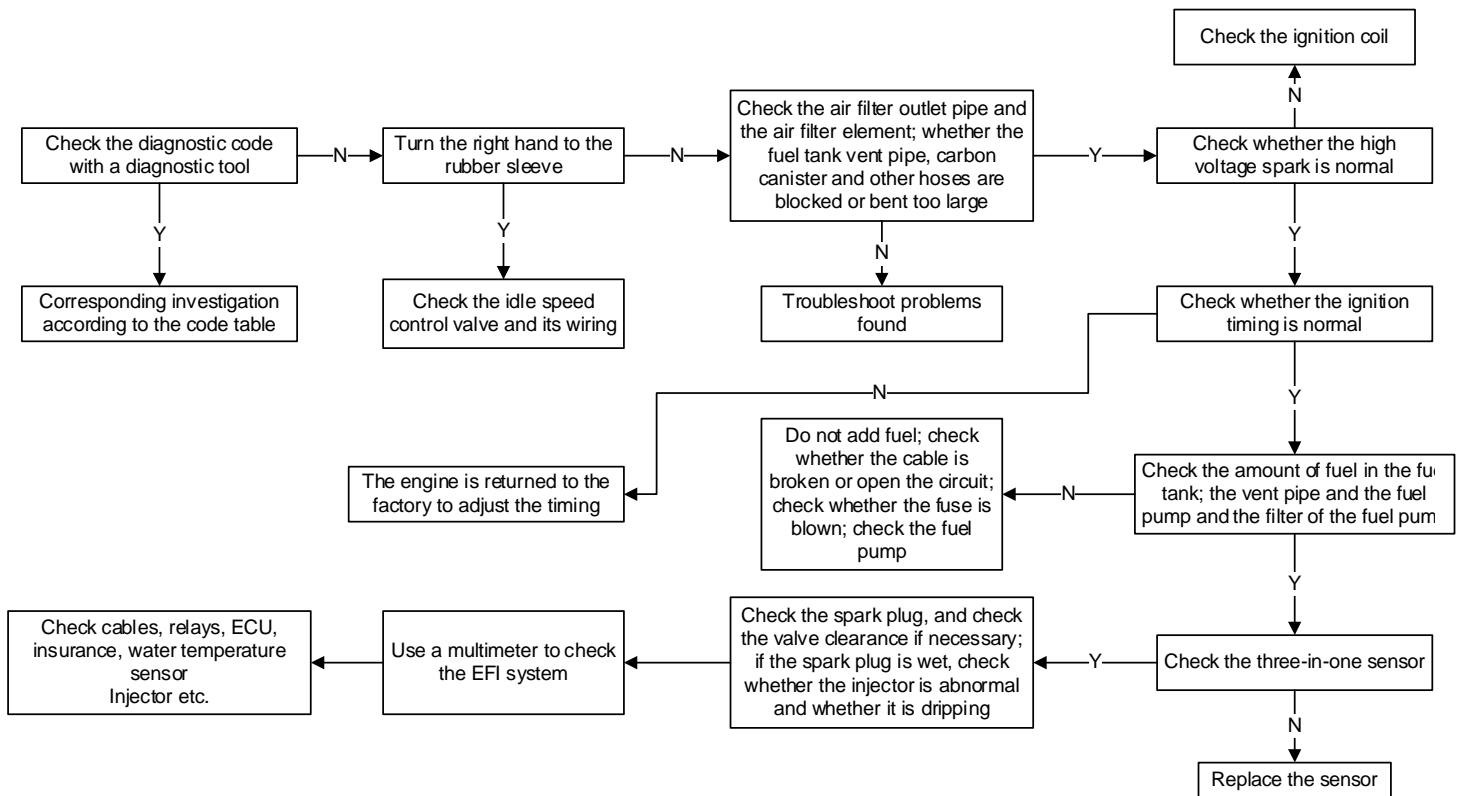 Check the ignition coil
N
Check the diagnostic code
with a diagnostic tool
N
Turn the right hand to the
rubber sleeve
N
Check the air filter outlet pipe and
the air filter element; whether the
fuel tank vent pipe, carbon
canister and other hoses are
blocked or bent too large
Y
Check whether the high
voltage spark is normal
Y
Y
N
Y
Corresponding investigation
according to the code table
Check the idle speed
control valve and its wiring
Troubleshoot problems
found
Check whether the ignition
timing is normal
N
Y
The engine is returned to the
factory to adjust the timing
Do not add fuel; check
whether the cable is
broken or open the circuit;
check whether the fuse is
blown; check the fuel
pump
N
Check the amount of fuel in the fu
tank; the vent pipe and the fuel
pump and the filter of the fuel pum
Y
Check cables, relays, ECU,
insurance, water temperature
sensor
Injector etc.
Use a multimeter to check
the EFI system
Check the spark plug, and check
the valve clearance if necessary;
if the spark plug is wet, check
whether the injector is abnormal
and whether it is dripping
Y
Check the three-in-one sensor
N
Replace the sensor